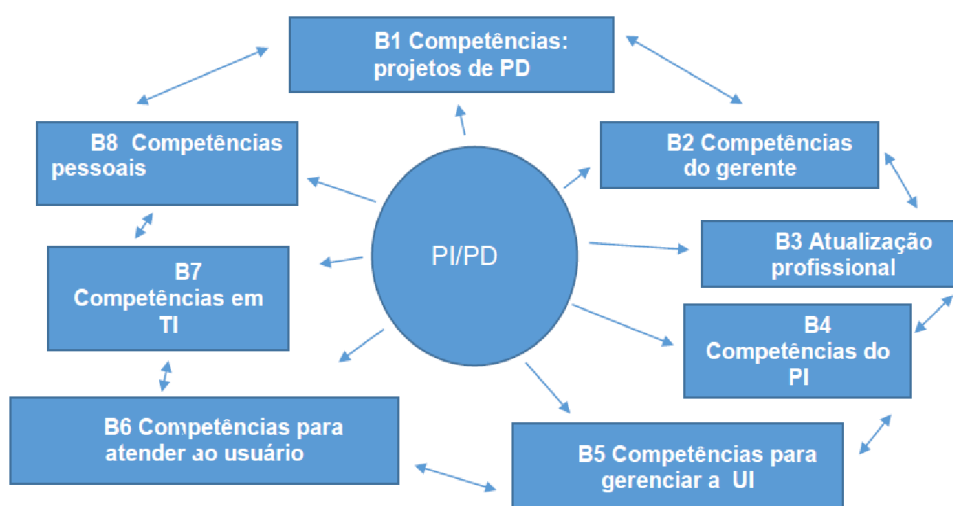 B1 Competências:
projetos de PD
B2 Competências
do gerente
B3 Atualização
profissional
B4
Competências do
PI
B5 Competências para
gerenciar a UI
B6 Competências para
atender ao usuário
B7
Competências em
TI
B8 Competências
pessoais
PI/PD